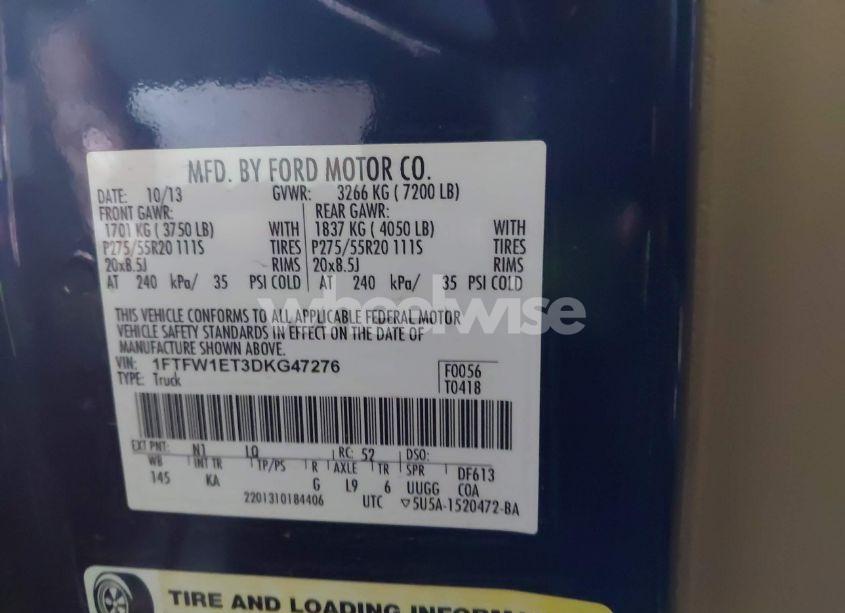 MFD. BY FORD MOTOR CO.
DATE: 10/13 GVWR: 3266 KG ( 7200 LB)
FRONT GAWR: REAR GAWR:
1701 KG ( 3750 LB) WITH 1837 KG ( 4050 LB) WITH
P275/55R20 111S TIRES P275/55R20 111S TIRES
20x8.5J RIMS 20x8.5J RIMS
AT 240 kPa/ 35 PSI COLD AT 240 kPa/ 35 PSI COLD
THIS VEHICLE CONFORMS TO ALL APPLICABLE FEDERAL MOTOR
VEHICLE SAFETY STANDARDS IN EFFECT ON THE DATE OF
MANUFACTURE SHOWN ABOVE.
VIN: 1FTFW1ET3DKG47276 F0056
TYPE: Truck T0418
EXT PNT: N1 LQ RC: 52 DSO:
WB INT TR TP/PS R AXLE TR SPR DF613
145 KA G L9 6 UUGG COA
2201310184406 UTC ▽5U5A-1520472-BA
TIRE AND LOADING
wheelwise